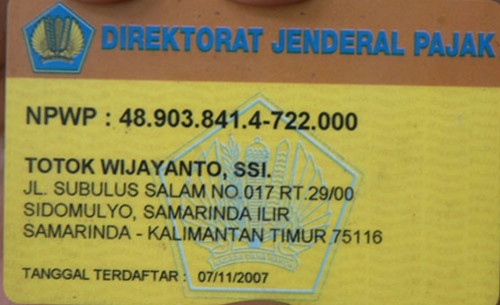 DIREKTORAT JENDERAL PAJAK
NPWP : 48.903.841.4-722.000
TOTOK WIJAYANTO, SSI.
JL. SUBULUS SALAM NO.017 RT.29/00
SIDOMULYO, SAMARINDA ILIR
SAMARINDA - KALIMANTAN TIMUR 75116
TANGGAL TERDAFTAR : 07/11/2007